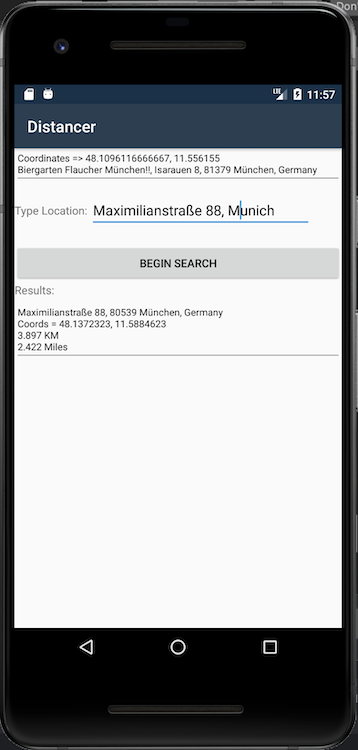 Don'
LTE 11:57
Distancer
Coordinates => 48.1096116666667, 11.556155
Biergarten Flaucher München!!, Isarauen 8, 81379 München, Germany
Type Location: Maximilianstraße 88, Munich
BEGIN SEARCH
Results:
Maximilianstraße 88, 80539 München, Germany
Coords = 48.1372323, 11.5884623
3.897 KM
2.422 Miles